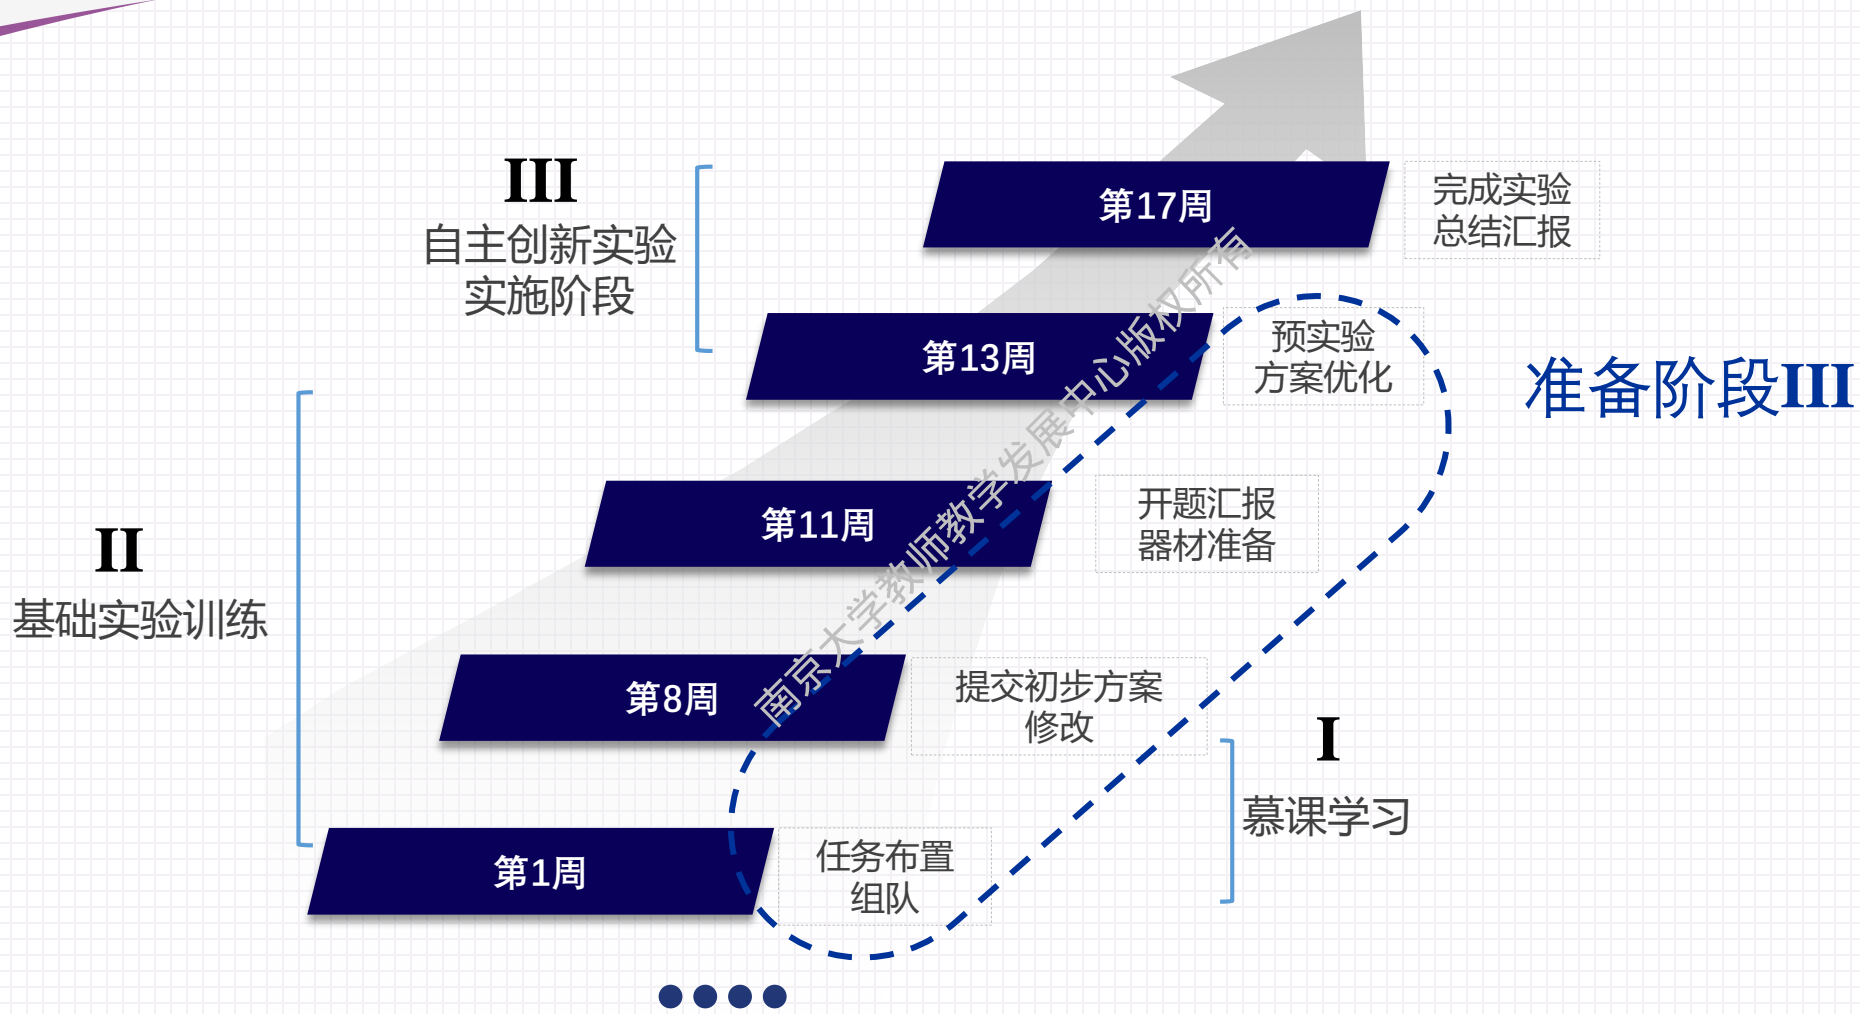 III
自主创新实验
实施阶段
第17周
完成实验
总结汇报
第13周
预实验
方案优化
准备阶段III
第11周
开题汇报
器材准备
II
基础实验训练
第8周
提交初步方案
修改
I
慕课学习
第1周
任务布置
组队
南京大学教师教学发展中心版权所有